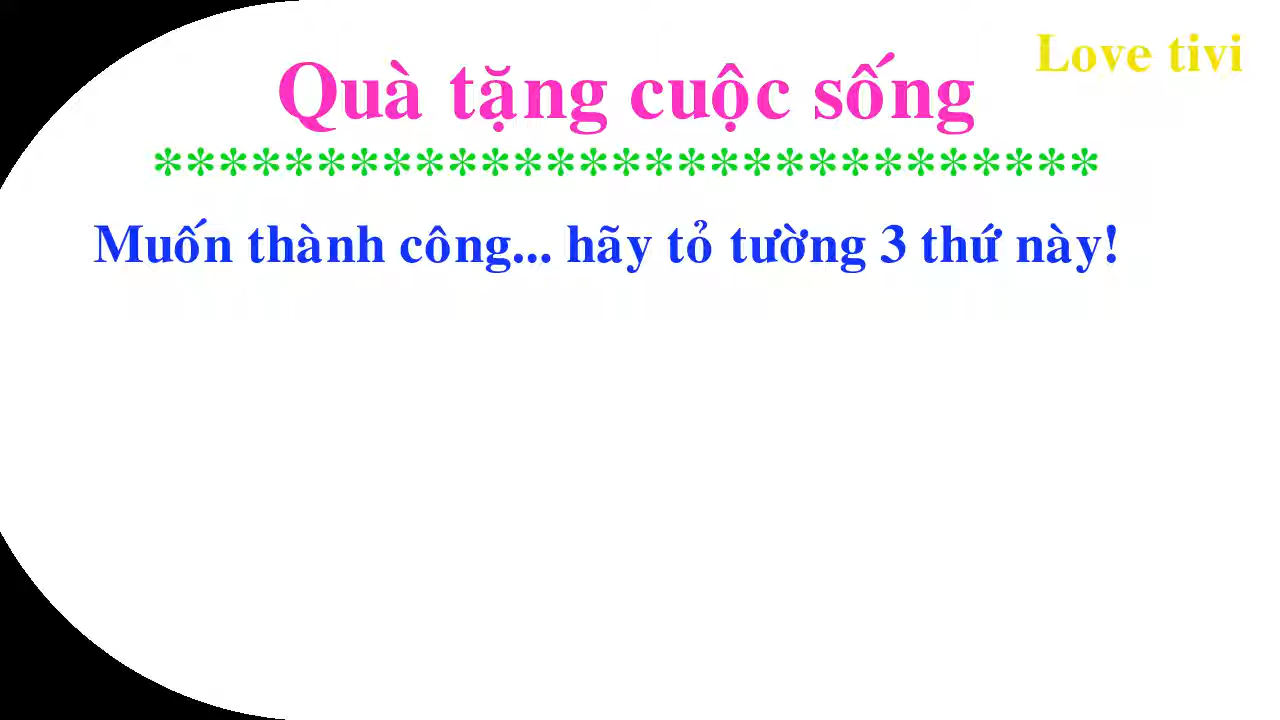 Love tivi
Quà tặng cuộc sống
*****************************
Muốn thành công... hãy tỏ tường 3 thứ này!